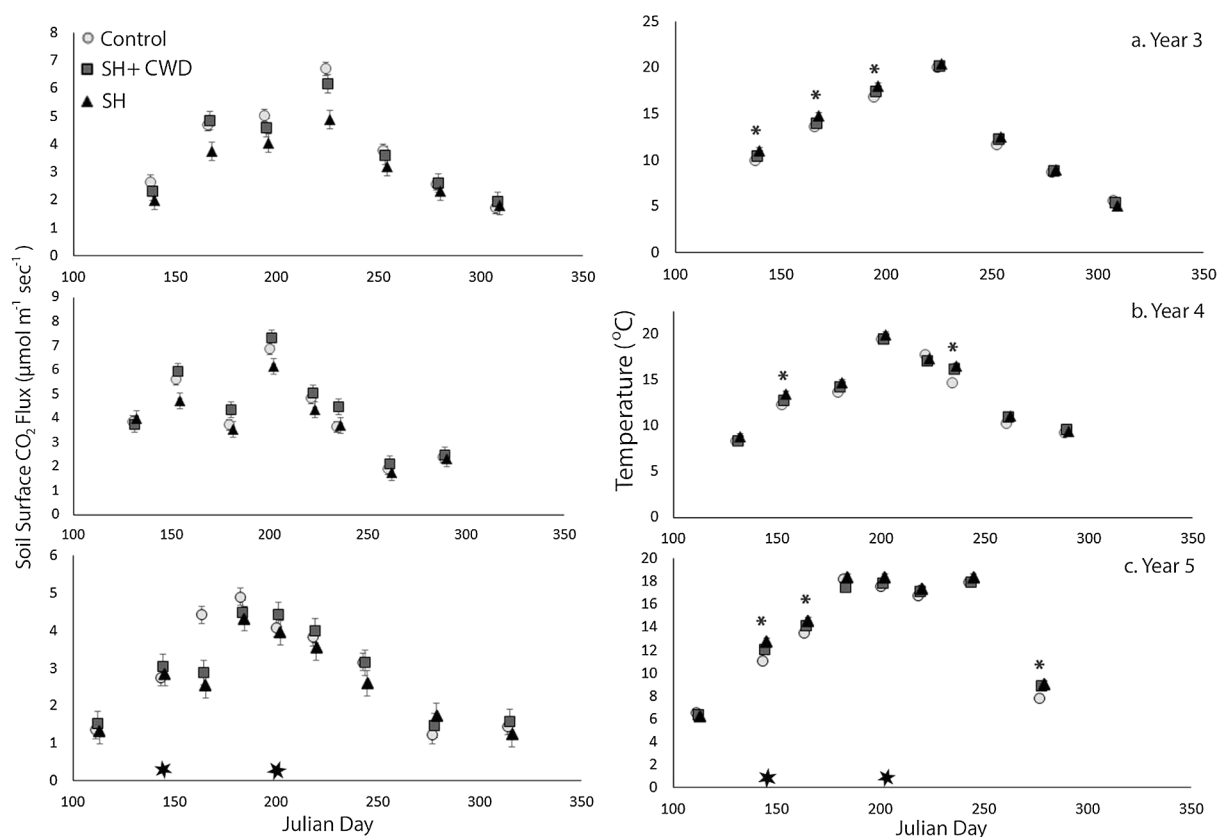 8
7
6
5
4
3
2
1
0
Control
SH+ CWD
SH
100 150 200 250 300 350
9
8
7
6
5
4
3
2
1
0
100 150 200 250 300 350
6
5
4
3
2
1
0
100 150 200 250 300 350
Julian Day
Soil Surface CO₂ Flux (µmol m⁻¹ sec⁻¹ )
a. Year 3
25
20
15
10
5
0
* * *
100 150 200 250 300 350
b. Year 4
20
15
10
5
0
* *
100 150 200 250 300 350
c. Year 5
20
18
16
14
12
10
8
6
4
2
0
* * *
100 150 200 250 300 350
Julian Day
Temperature (°C)